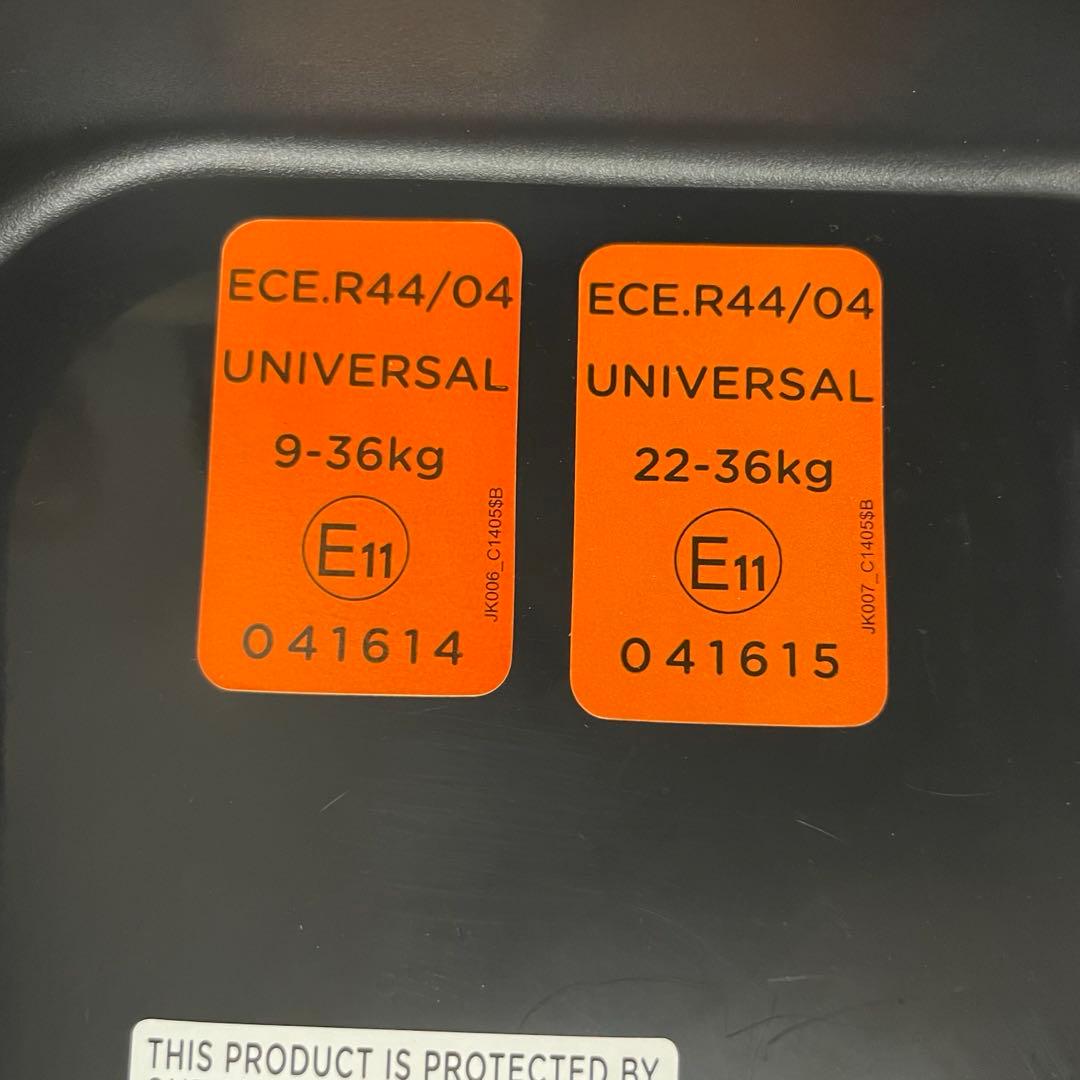 ECE.R44/04
UNIVERSAL
9-36kg
E11
041614
JK006_C1405$B
ECE.R44/04
UNIVERSAL
22-36kg
E11
041615
JK007_C1405$B
THIS PRODUCT IS PROTECTED BY